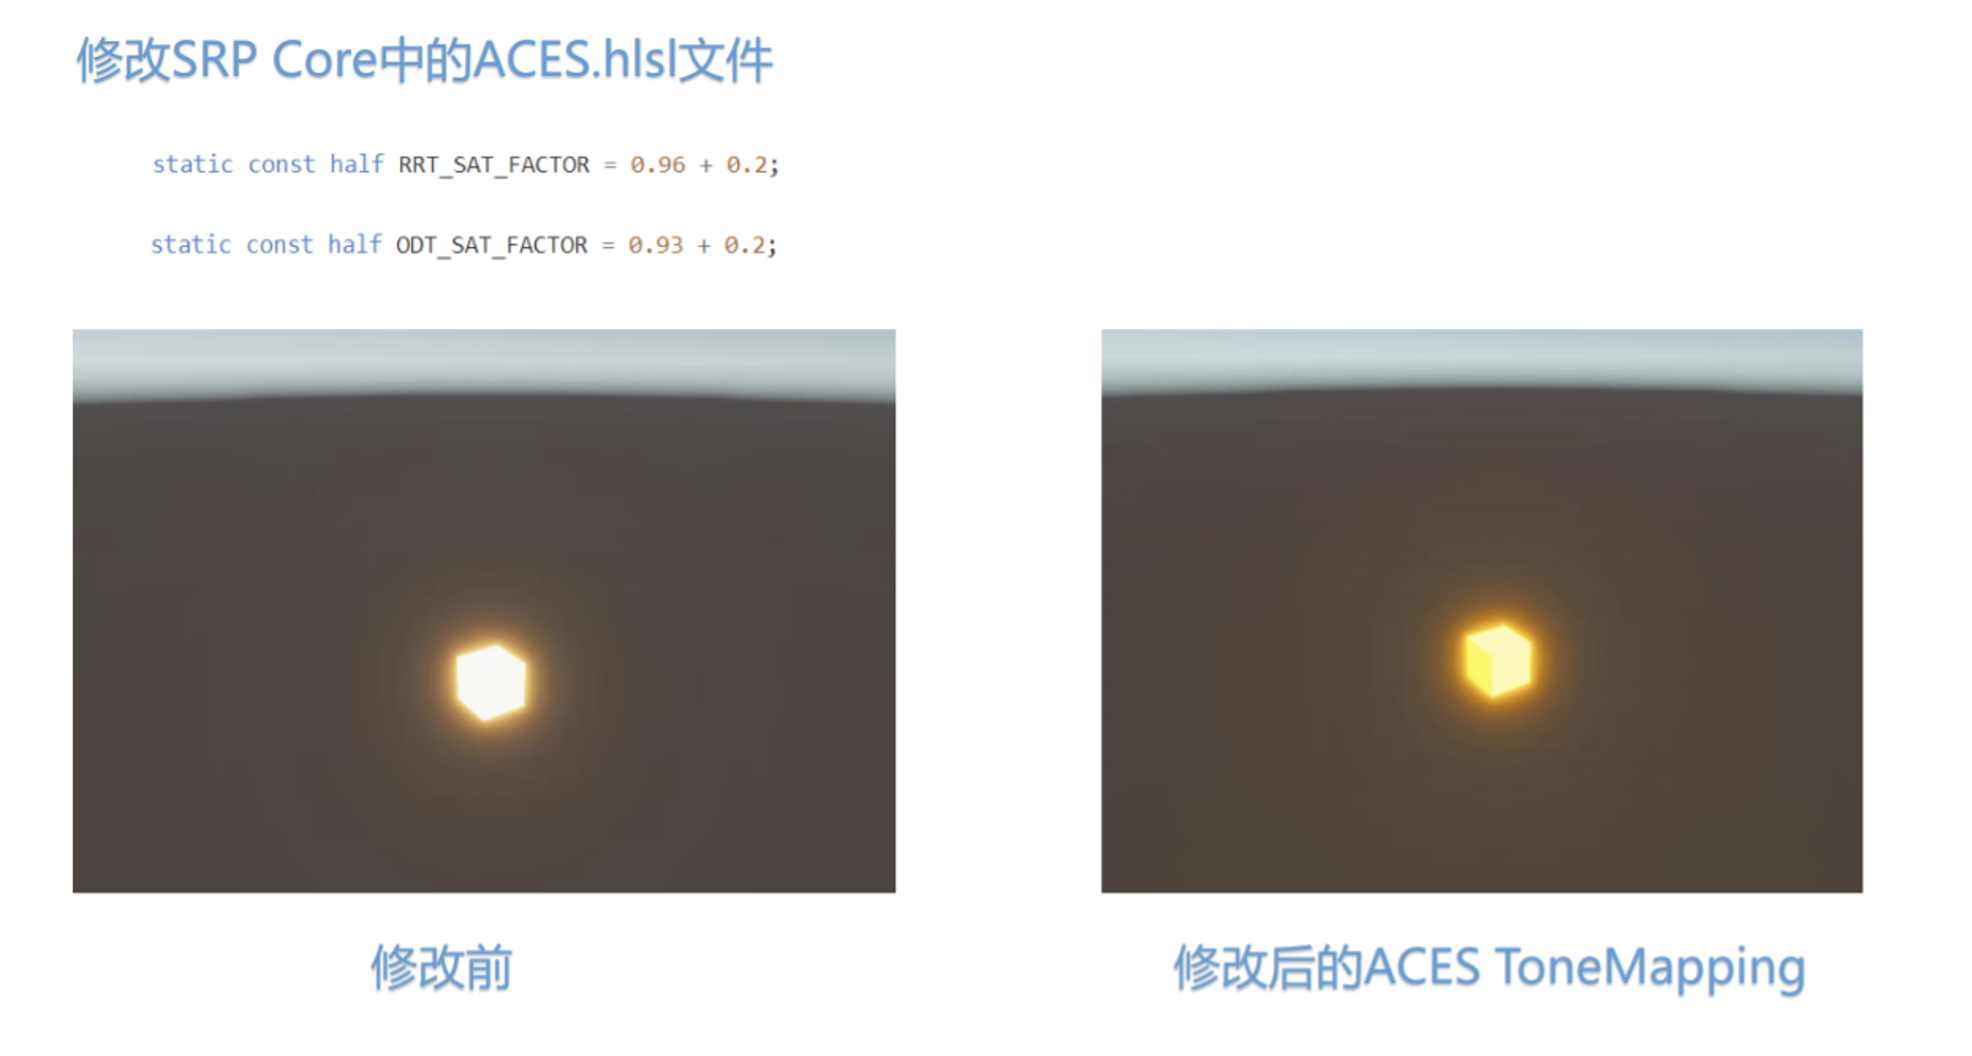 修改SRP Core中的ACES.hlsl文件
static const half RRT_SAT_FACTOR = 0.96 + 0.2;
static const half ODT_SAT_FACTOR = 0.93 + 0.2;
修改前
修改后的ACES ToneMapping